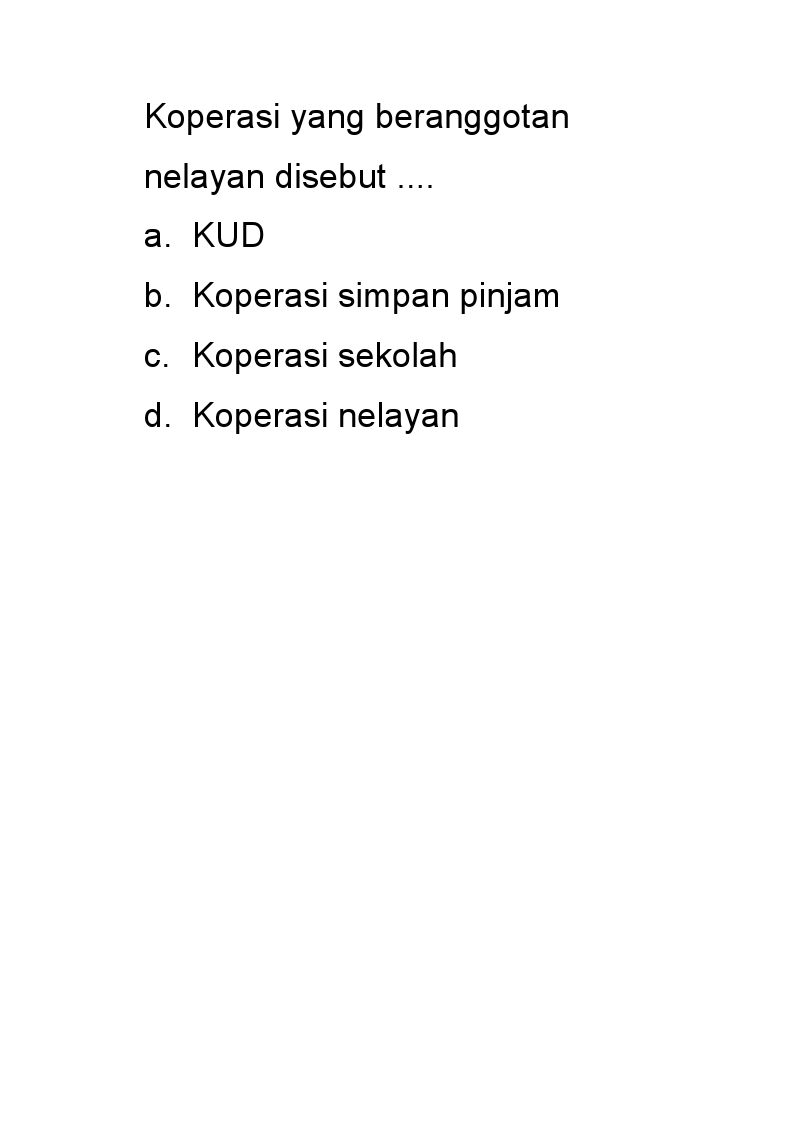 Koperasi yang beranggotan
nelayan disebut ....
a. KUD
b. Koperasi simpan pinjam
c. Koperasi sekolah
d. Koperasi nelayan